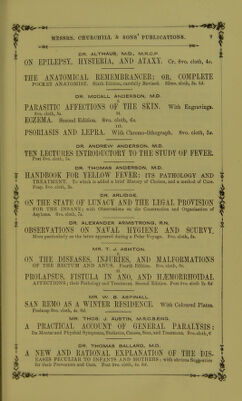 MESSRS. CHURCHILL & SONS' PUBLICATIONS. 7
DR. ALTHAUS, M.D., M.R.C.P.
ON EPILEPSY, HYSTERIA, AND ATAXY. Cr. 8vo. cloth, 4s.
THE ANATOMICAL REMEMBRANCER; OR, COMPLETE
POCKET ANATOMIST. Sixth Edition, carefully Revised. 32mo. cloth, 3s. 6d.
DR. MCCALL ANDERSON, M.D.
I.
PARASITIC AFFECTIONS OF THE SKIN. With Engravings.
8vo. cloth, 5s.
II.
ECZEMA. Second Edition. 8vo. cloth, 6s.
III.
PSORIASIS AND LEPRA. With Chromo-lithograph. 8vo. cloth, 5s.
DR. ANDREW ANDERSON, M.D.
TEN LECTURES INTRODUCTORY TO THE STUDY OF FEVER.
Post 8vo. cloth, 5s.
DR. THOMAS ANDERSON, M.D.
HANDBOOK FOR YELLOW FEVER: ITS PATHOLOGY AND
TREATMENT. To which is added a brief History of Cholera, and a method of Cure.
Fcap. 8vo. cloth, 3s.
DR. ARLIDGE.
ON THE STATE OF LUNACY AND THE LEGAL PROVISION
FOR THE INSANE; with Observations on the Construction and Organisation of
Asylums. 8vo. cloth, 7s.
DR. ALEXANDER ARMSTRONG, R.N.
OBSERVATIONS ON NAVAL HYGIENE AND SCURVY.
More particularly as the latter appeared during a Polar Voyage. 8vo. cloth, 5s.
MR. T. J. ASHTON.
I.
ON THE DISEASES, INJURIES, AND MALFORMATIONS
OF THE RECTUM AND ANUS. Fourth Edition. 8vo. cloth, 8s.
II.
PROLAPSUS, FISTULA IN ANO, AND HÆMORRHOIDAL
AFFECTIONS; their Pathology and Treatment. Second Edition. Post 8vo. cloth 2s. 6d.
MR. W. B. ASPINALL.
SAN REMO AS A WINTER RESIDENCE. With Coloured Plates.
Foolscap 8vo. cloth, 4s. 6d.
MR. THOS. J. AUSTIN, M.R.C.S.ENG.
A PRACTICAL ACCOUNT OF GENERAL PARALYSIS:
Its Mental and Physical Symptoms, Statistics, Causes, Seat, and Treatment. 8vo. cloth, 6s.
DR. THOMAS BALLARD, M.D.
A NEW AND RATIONAL EXPLANATION OF THE DIS-
EASES PECULIAR TO INFANTS AND MOTHERS; with obvious Suggestions
for their Prevention and Cure. Post 8vo. cloth, 4s. 6d.